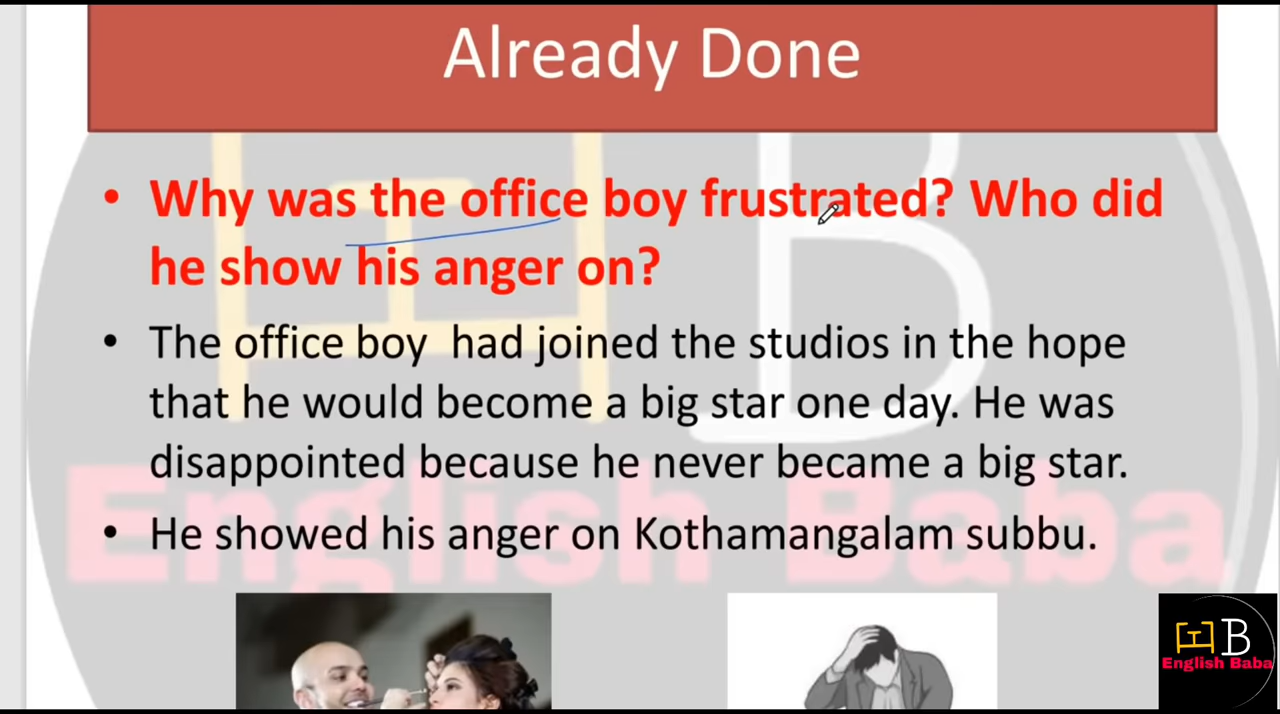 Already Done
• Why was the office boy frustrated? Who did
he show his anger on?
• The office boy had joined the studios in the hope
that he would become a big star one day. He was
disappointed because he never became a big star.
• He showed his anger on Kothamangalam subbu.
English Baba
EB
English Baba